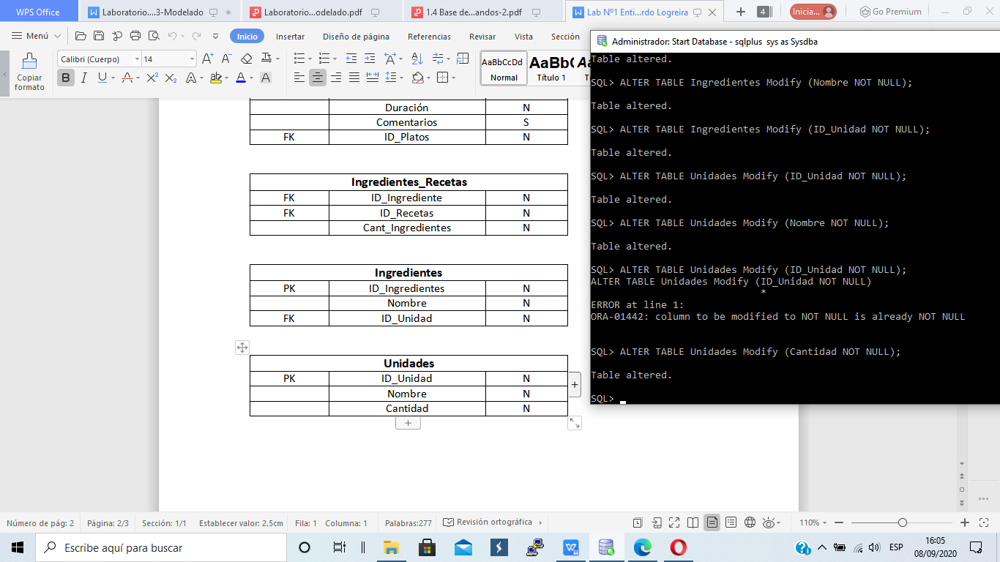 WPS Office
Laboratorio....3-Modelado
Laboratorio...odelado.pdf
1.4 Base de...andos-2.pdf
Lab Nº1 Enti...rdo Logreira
4
Inicia...
Go Premium
Menú
Inicio
Insertar
Diseño de página
Referencias
Revisar
Vista
Sección
Copiar
formato
Calibri (Cuerpo)
14
AaBbCcDd
Normal
AaBbC
Título 1
Duración N
Comentarios S
FK ID_Platos N
Ingredientes_Recetas
FK ID_Ingrediente N
FK ID_Recetas N
Cant_Ingredientes N
Ingredientes
PK ID_Ingredientes N
Nombre N
FK ID_Unidad N
Unidades
PK ID_Unidad N
Nombre N
Cantidad N
Administrador: Start Database - sqlplus sys as Sysdba
Table altered.
SQL> ALTER TABLE Ingredientes Modify (Nombre NOT NULL);
Table altered.
SQL> ALTER TABLE Ingredientes Modify (ID_Unidad NOT NULL);
Table altered.
SQL> ALTER TABLE Unidades Modify (ID_Unidad NOT NULL);
Table altered.
SQL> ALTER TABLE Unidades Modify (Nombre NOT NULL);
Table altered.
SQL> ALTER TABLE Unidades Modify (ID_Unidad NOT NULL);
ALTER TABLE Unidades Modify (ID_Unidad NOT NULL)
*
ERROR at line 1:
ORA-01442: column to be modified to NOT NULL is already NOT NULL
SQL> ALTER TABLE Unidades Modify (Cantidad NOT NULL);
Table altered.
SQL>
Número de pág: 2
Página: 2/3
Sección: 1/1
Establecer valor: 2.5cm
Fila: 1
Columna: 1
Palabras:277
Revisión ortográfica
110%
Escribe aquí para buscar
ESP
16:05
08/09/2020